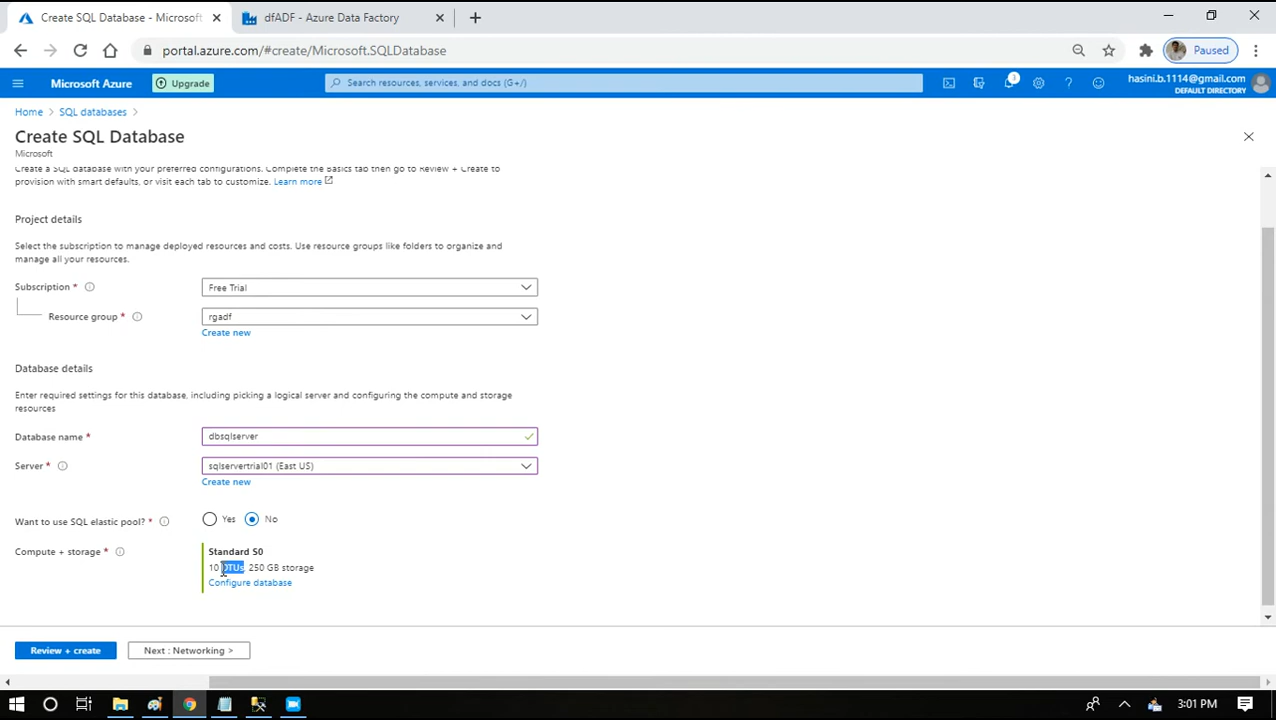 Create SQL Database - Microsoft
dfADF - Azure Data Factory
portal.azure.com/#create/Microsoft.SQLDatabase
Paused
Microsoft Azure
Upgrade
Search resources, services, and docs (G+/)
1
hasini.b.1114@gmail.com
DEFAULT DIRECTORY
Home > SQL databases >
Create SQL Database
Microsoft
Create a SQL database with your preferred configurations. Complete the Basics tab then go to Review + Create to
provision with smart defaults, or visit each tab to customize. Learn more
Project details
Select the subscription to manage deployed resources and costs. Use resource groups like folders to organize and
manage all your resources.
Subscription *
Free Trial
Resource group *
rgadf
Create new
Database details
Enter required settings for this database, including picking a logical server and configuring the compute and storage
resources
Database name *
dbsqlserver
Server *
sqlservertrial01 (East US)
Create new
Want to use SQL elastic pool? *
Yes No
Compute + storage *
Standard S0
10 DTUs, 250 GB storage
Configure database
Review + create
Next : Networking >
3:01 PM